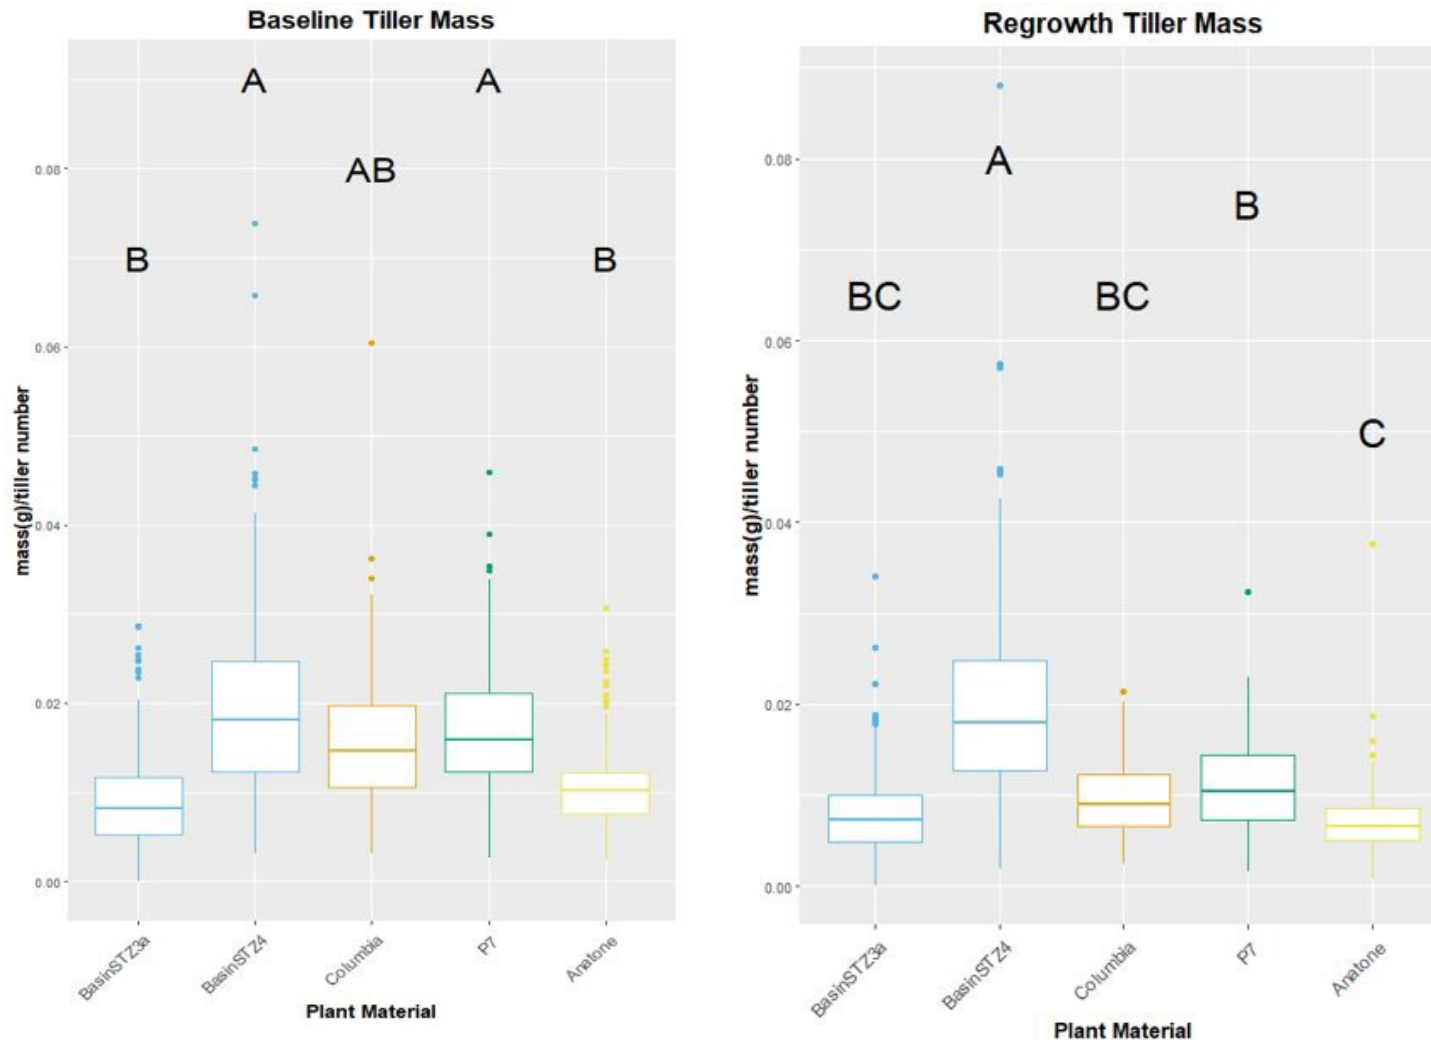 Baseline Tiller Mass
A
A
AB
B
B
0.08
0.06
0.04
0.02
0.00
mass(g)/tiller number
BasinSTZ3a
BasinSTZ4
Columbia
P7
Anatone
Plant Material
Regrowth Tiller Mass
A
B
BC
BC
C
0.08
0.06
0.04
0.02
0.00
mass(g)/tiller number
BasinSTZ3a
BasinSTZ4
Columbia
P7
Anatone
Plant Material